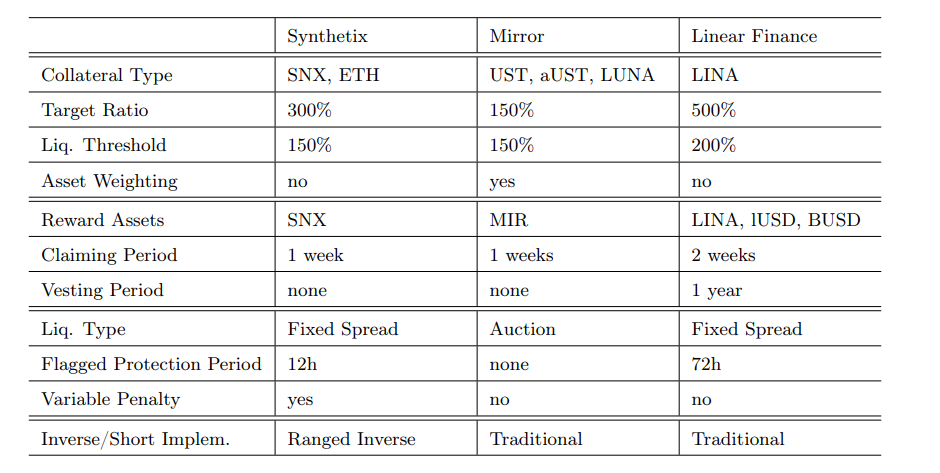 Synthetix Mirror Linear Finance
Collateral Type SNX, ETH UST, aUST, LUNA LINA
Target Ratio 300% 150% 500%
Liq. Threshold 150% 150% 200%
Asset Weighting no yes no
Reward Assets SNX MIR LINA, lUSD, BUSD
Claiming Period 1 week 1 weeks 2 weeks
Vesting Period none none 1 year
Liq. Type Fixed Spread Auction Fixed Spread
Flagged Protection Period 12h none 72h
Variable Penalty yes no no
Inverse/Short Implem. Ranged Inverse Traditional Traditional